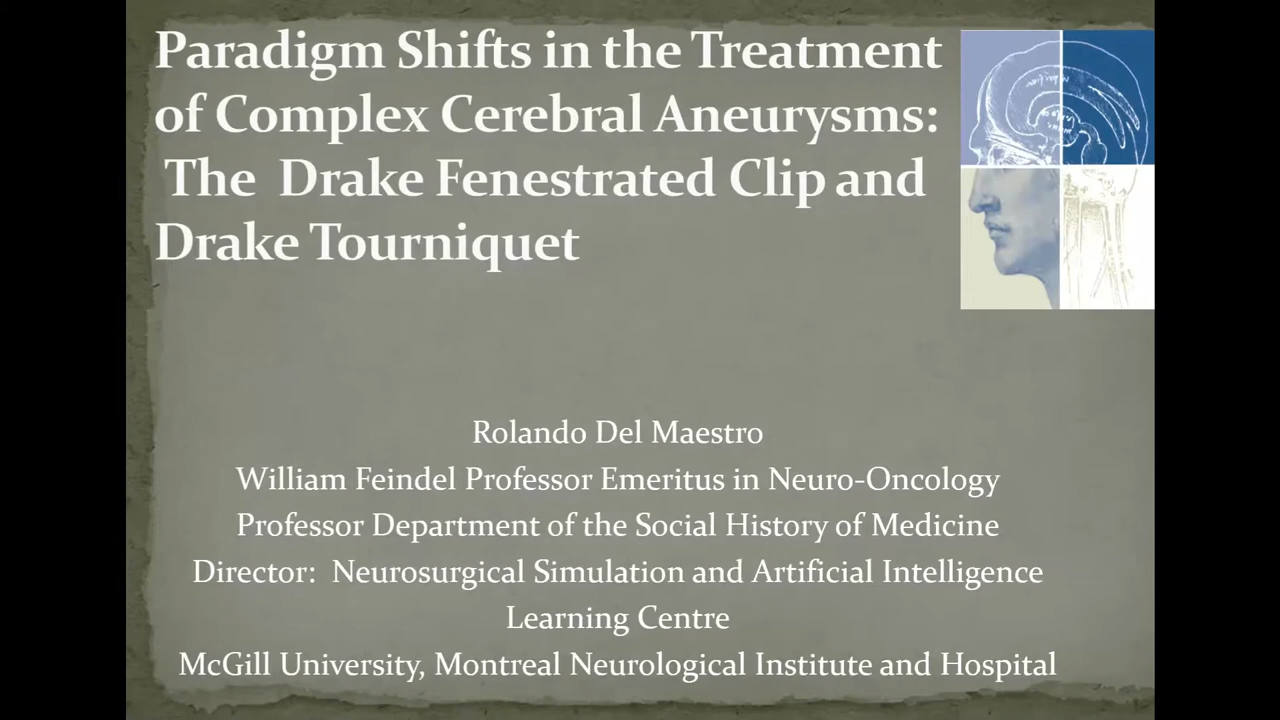 Paradigm Shifts in the Treatment
of Complex Cerebral Aneurysms:
The Drake Fenestrated Clip and
Drake Tourniquet
Rolando Del Maestro
William Feindel Professor Emeritus in Neuro-Oncology
Professor Department of the Social History of Medicine
Director: Neurosurgical Simulation and Artificial Intelligence
Learning Centre
McGill University, Montreal Neurological Institute and Hospital